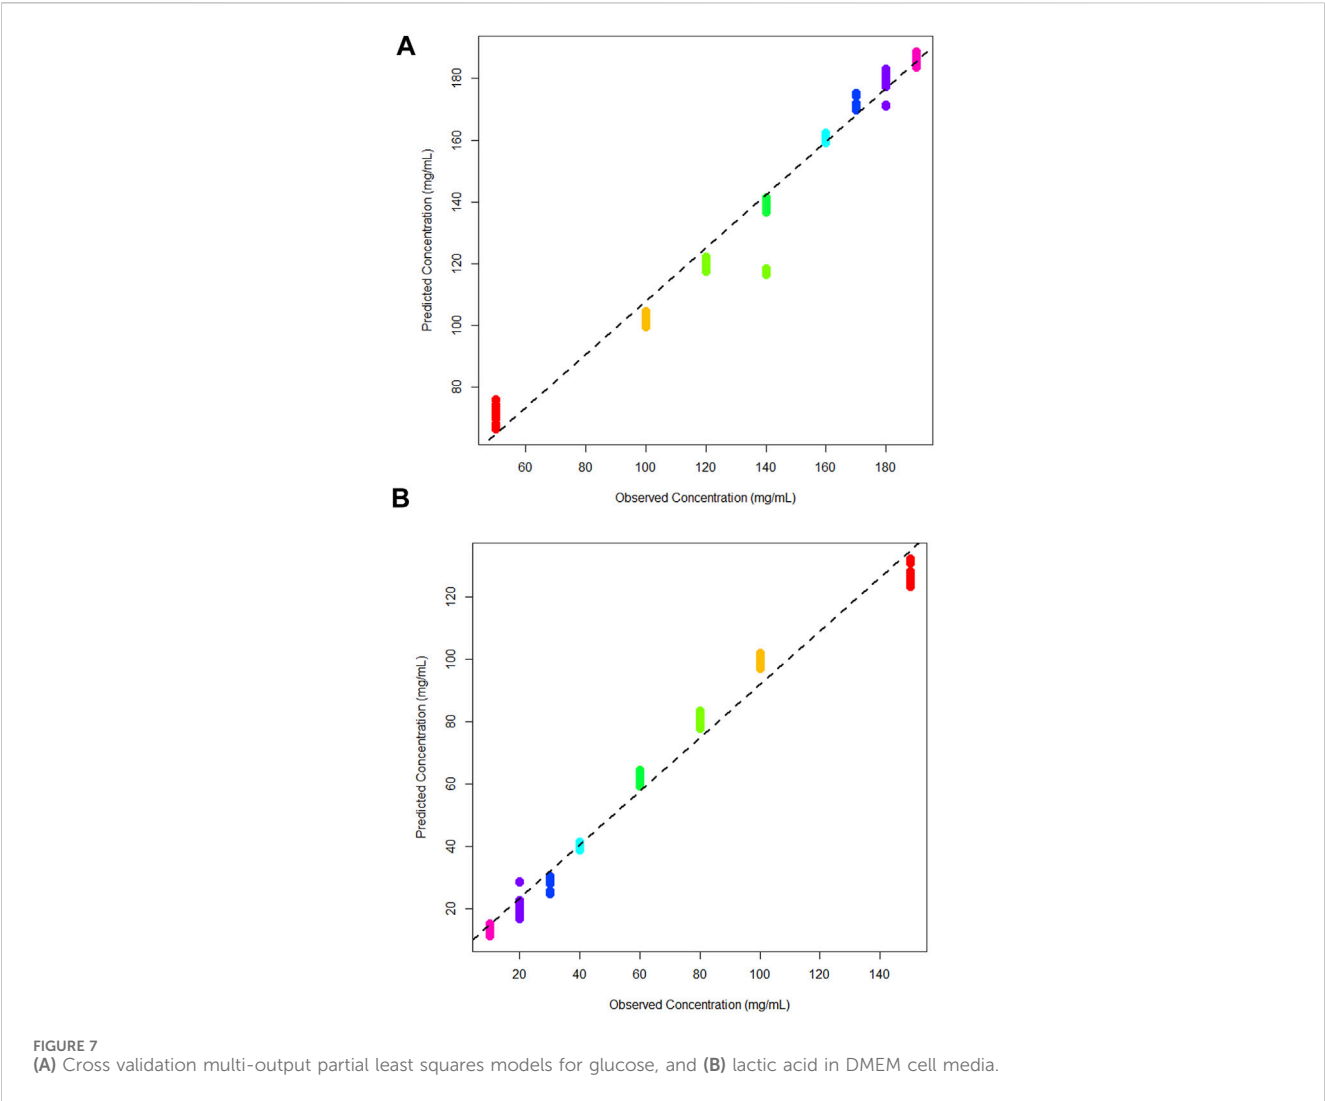 A
Predicted Concentration (mg/mL)
180
160
140
120
100
80
60 80 100 120 140 160 180
Observed Concentration (mg/mL)
B
Predicted Concentration (mg/mL)
120
100
80
60
40
20
20 40 60 80 100 120 140
Observed Concentration (mg/mL)
FIGURE 7
(A) Cross validation multi-output partial least squares models for glucose, and (B) lactic acid in DMEM cell media.